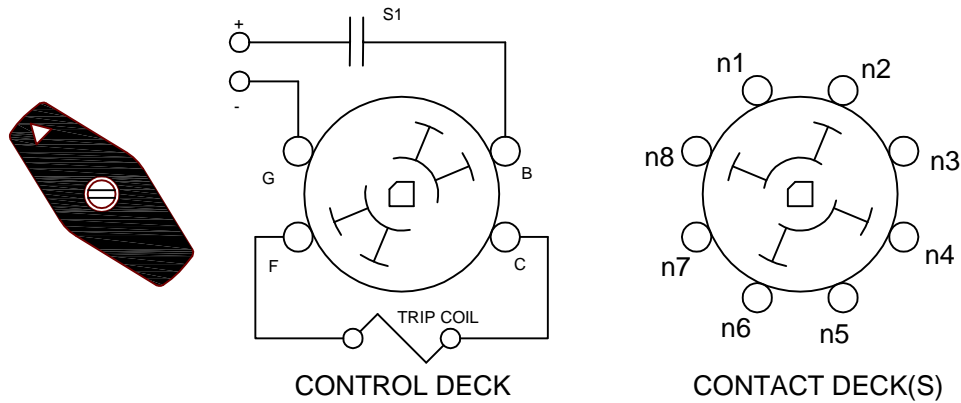 S1
+
-
G
B
F
C
TRIP COIL
CONTROL DECK
n1
n2
n8
n3
n7
n4
n6
n5
CONTACT DECK(S)